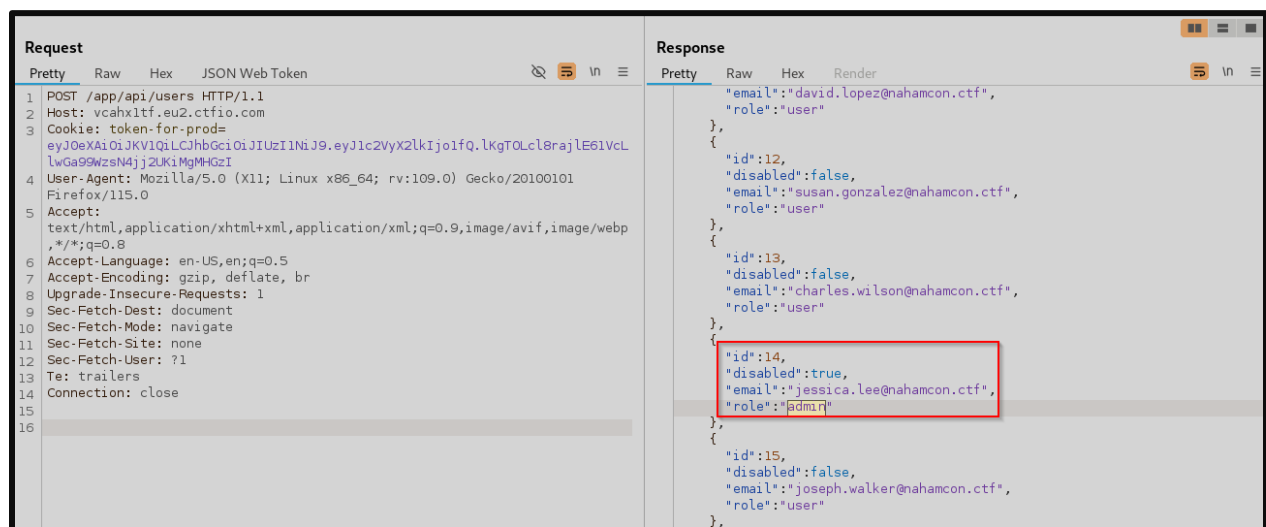 Request
Pretty Raw Hex JSON Web Token \n
1 POST /app/api/users HTTP/1.1
2 Host: vcahx1tf.eu2.ctfio.com
3 Cookie: token-for-prod=
eyJ0eXAiOiJKV1QiLCJhbGciOiJIUzI1NiJ9.eyJ1c2VyX2lkIjo1fQ.lKgTOLcl8rajlE61VcL
lwGa99WzsN4jj2UKiMgMHGzI
4 User-Agent: Mozilla/5.0 (X11; Linux x86_64; rv:109.0) Gecko/20100101
Firefox/115.0
5 Accept:
text/html,application/xhtml+xml,application/xml;q=0.9,image/avif,image/webp
,*/*;q=0.8
6 Accept-Language: en-US,en;q=0.5
7 Accept-Encoding: gzip, deflate, br
8 Upgrade-Insecure-Requests: 1
9 Sec-Fetch-Dest: document
10 Sec-Fetch-Mode: navigate
11 Sec-Fetch-Site: none
12 Sec-Fetch-User: ?1
13 Te: trailers
14 Connection: close
15
16
Response
Pretty Raw Hex Render \n
"email":"david.lopez@nahamcon.ctf",
"role":"user"
},
{
"id":12,
"disabled":false,
"email":"susan.gonzalez@nahamcon.ctf",
"role":"user"
},
{
"id":13,
"disabled":false,
"email":"charles.wilson@nahamcon.ctf",
"role":"user"
},
{
"id":14,
"disabled":true,
"email":"jessica.lee@nahamcon.ctf",
"role":"admin"
},
{
"id":15,
"disabled":false,
"email":"joseph.walker@nahamcon.ctf",
"role":"user"
},